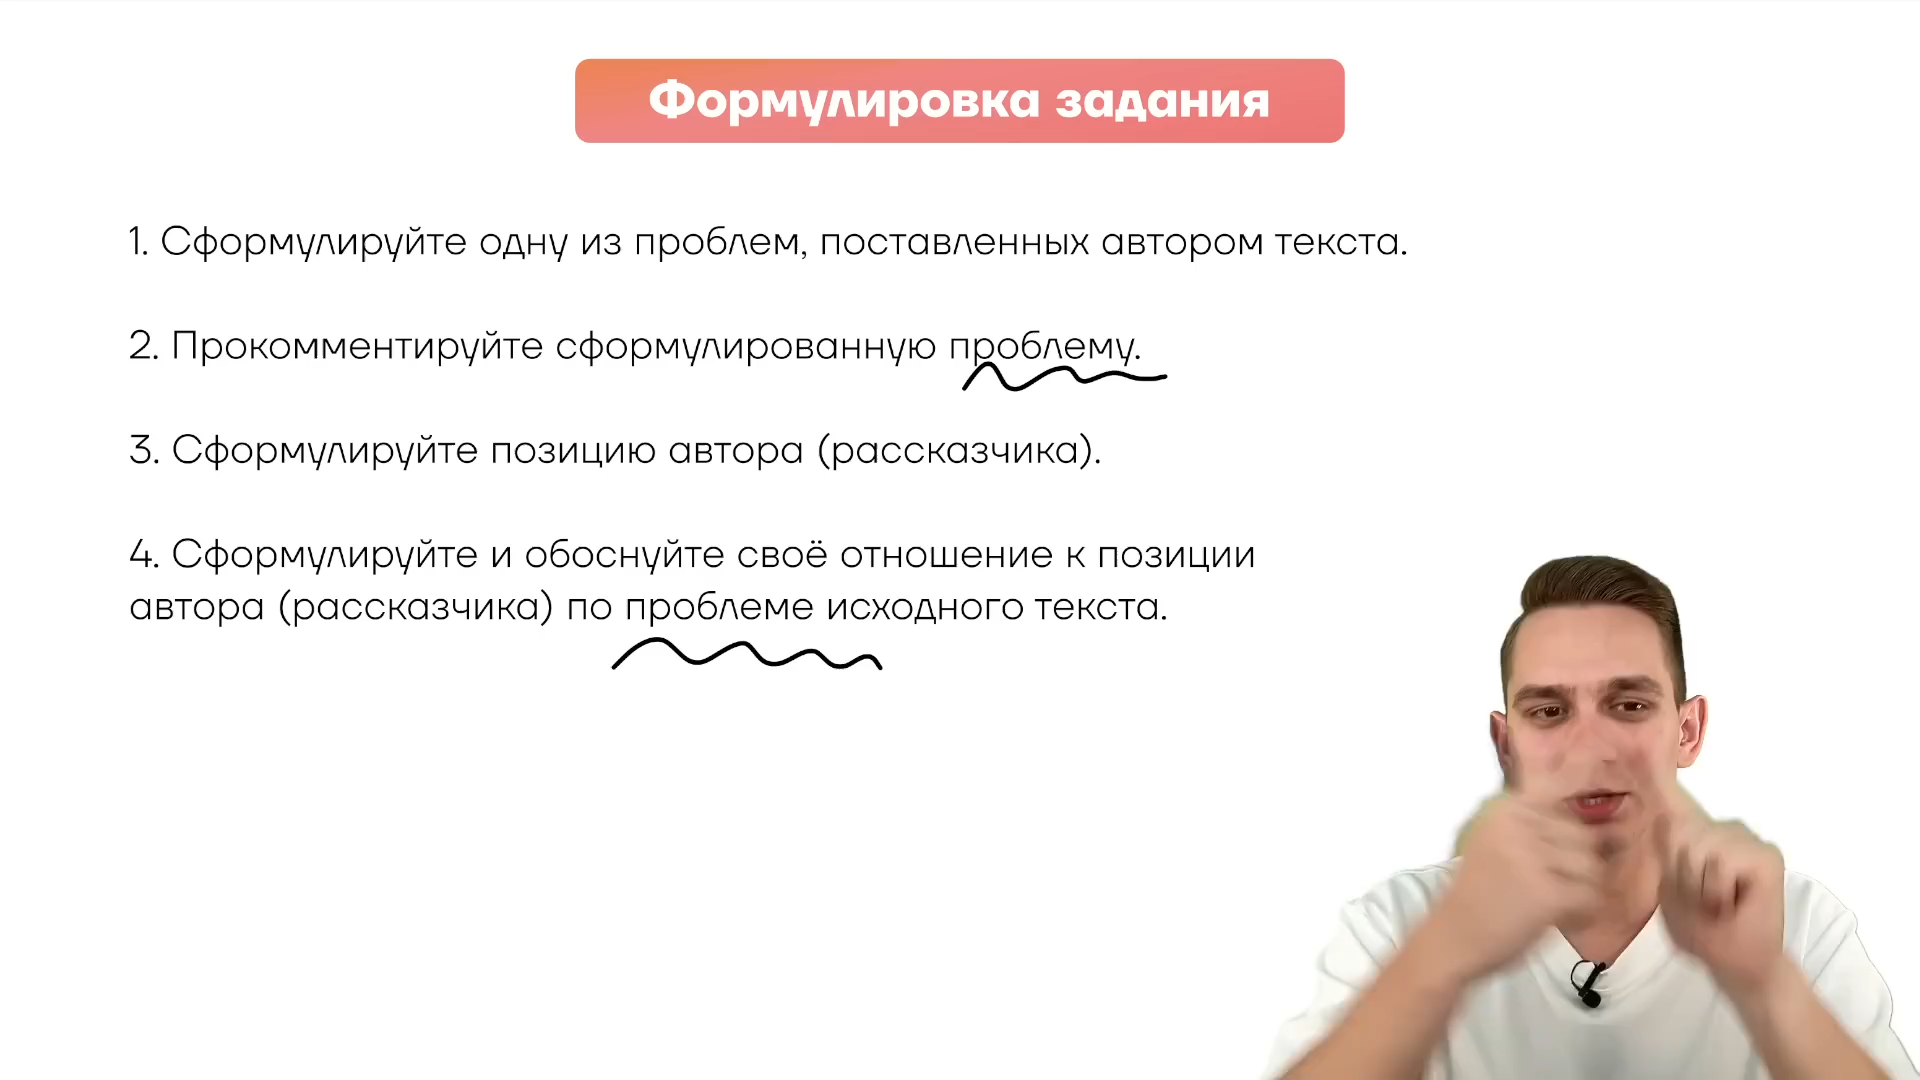 Формулировка задания
1. Сформулируйте одну из проблем, поставленных автором текста.
2. Прокомментируйте сформулированную проблему.
3. Сформулируйте позицию автора (рассказчика).
4. Сформулируйте и обоснуйте своё отношение к позиции
автора (рассказчика) по проблеме исходного текста.